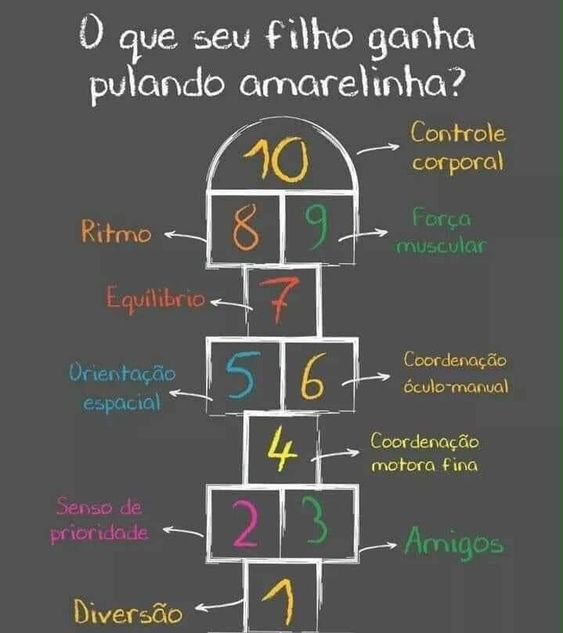 O que seu filho ganha
pulando amarelinha?
10
Controle
corporal
Ritmo
8
9
Força
muscular
Equilíbrio
7
Orientação
espacial
5
6
Coordenação
óculo-manual
4
Coordenação
motora fina
Senso de
prioridade
2
3
Amigos
Diversão
1